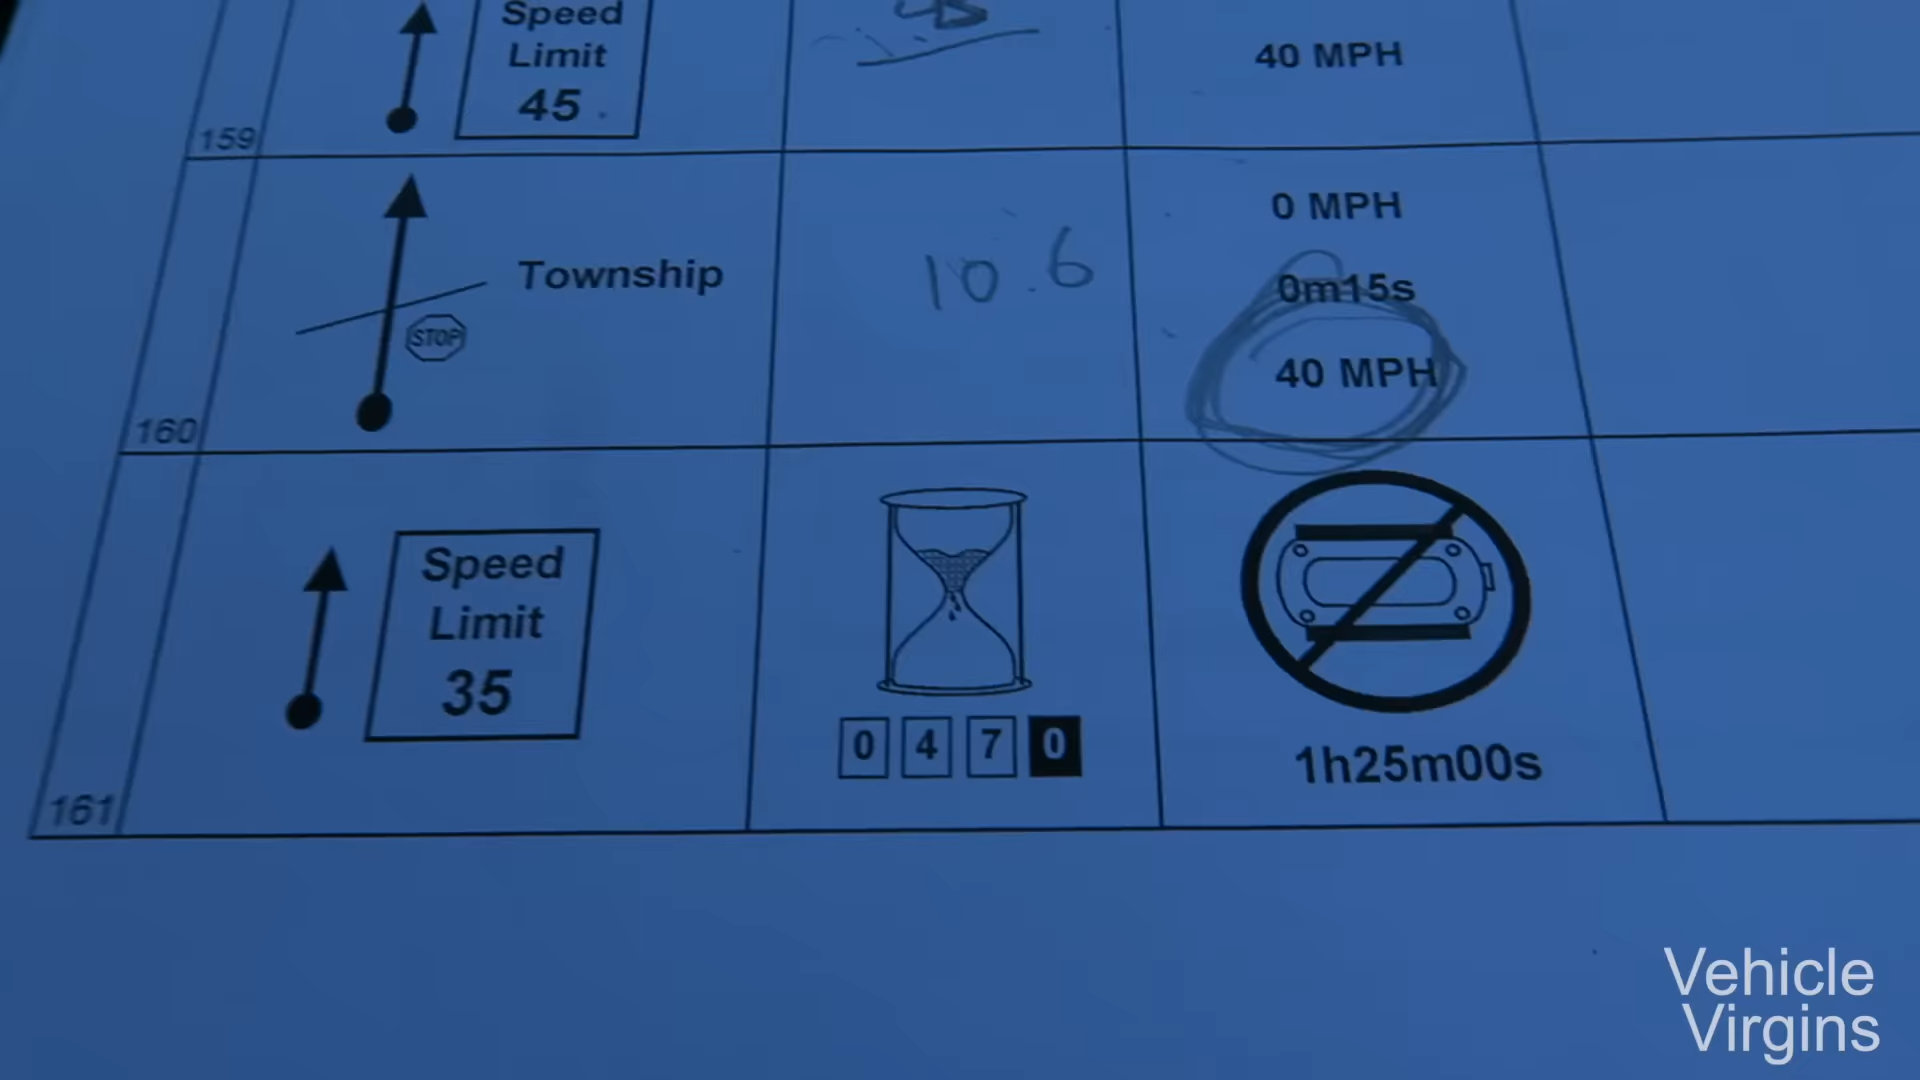 Speed
Limit
45
40 MPH
159
Township
STOP
10.6
0 MPH
0m15s
40 MPH
160
Speed
Limit
35
0 4 7 0
1h25m00s
161
Vehicle
Virgins